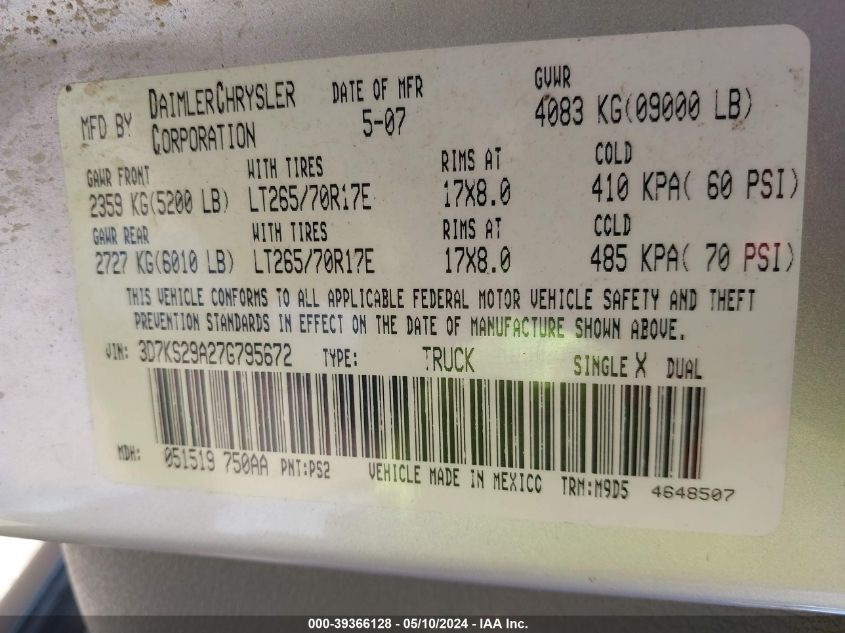 MFD BY DAIMLERCHRYSLER CORPORATION DATE OF MFR 5-07 GVWR 4083 KG(09000 LB)
GAWR FRONT WITH TIRES RIMS AT COLD
2359 KG(5200 LB) LT265/70R17E 17X8.0 410 KPA( 60 PSI)
GAWR REAR WITH TIRES RIMS AT COLD
2727 KG(6010 LB) LT265/70R17E 17X8.0 485 KPA( 70 PSI)
THIS VEHICLE CONFORMS TO ALL APPLICABLE FEDERAL MOTOR VEHICLE SAFETY AND THEFT
PREVENTION STANDARDS IN EFFECT ON THE DATE OF MANUFACTURE SHOWN ABOVE.
VIN: 3D7KS29A27G795672 TYPE: TRUCK SINGLE X DUAL
MDH: 051519 750AA PNT:PS2 VEHICLE MADE IN MEXICO TRM:M9D5 4648507
000-39366128 - 05/10/2024 - IAA Inc.